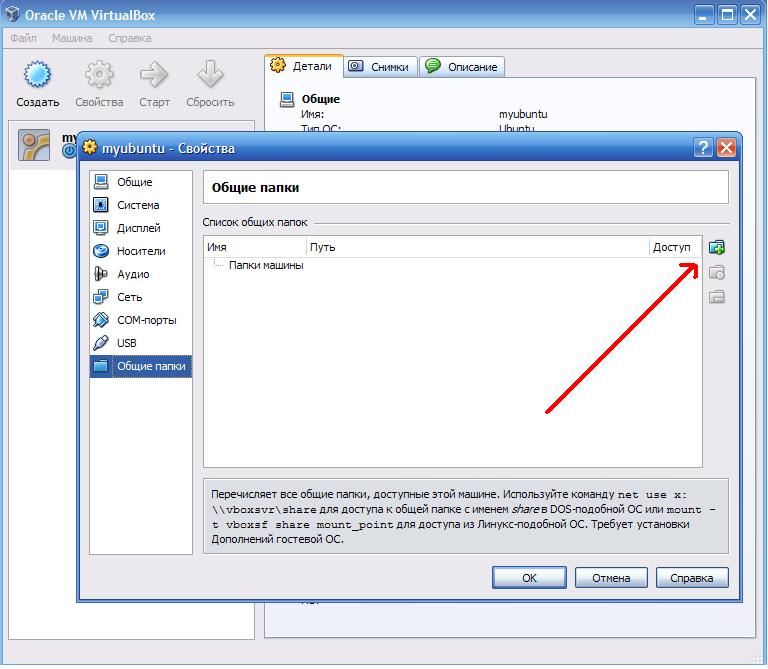 Oracle VM VirtualBox
Файл Машина Справка
Создать Свойства Старт Сбросить
Детали Снимки Описание
Общие
Имя: myubuntu
Тип ОС: Ubuntu
my
myubuntu - Свойства
Общие
Система
Дисплей
Носители
Аудио
Сеть
COM-порты
USB
Общие папки
Общие папки
Список общих папок
Имя Путь Доступ
Папки машины
Перечисляет все общие папки, доступные этой машине. Используйте команду net use x:
\\vboxsvr\share для доступа к общей папке с именем share в DOS-подобной ОС или mount -
t vboxsf share mount_point для доступа из Линукс-подобной ОС. Требует установки
Дополнений гостевой ОС.
OK Отмена Справка